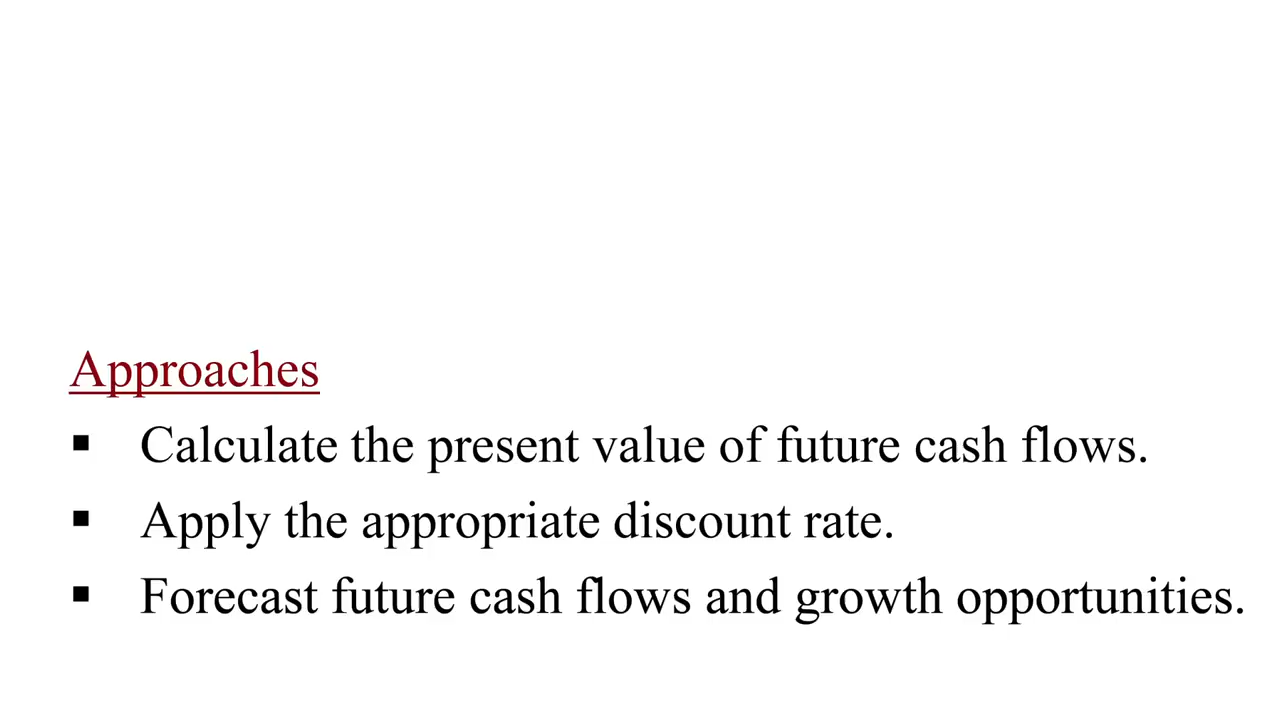 Approaches
▪ Calculate the present value of future cash flows.
▪ Apply the appropriate discount rate.
▪ Forecast future cash flows and growth opportunities.